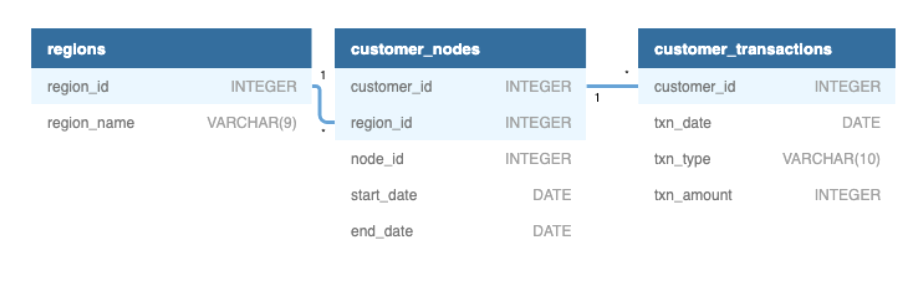 regions
region_id INTEGER
region_name VARCHAR(9)
1
*
customer_nodes
customer_id INTEGER
region_id INTEGER
node_id INTEGER
start_date DATE
end_date DATE
1
*
customer_transactions
customer_id INTEGER
txn_date DATE
txn_type VARCHAR(10)
txn_amount INTEGER